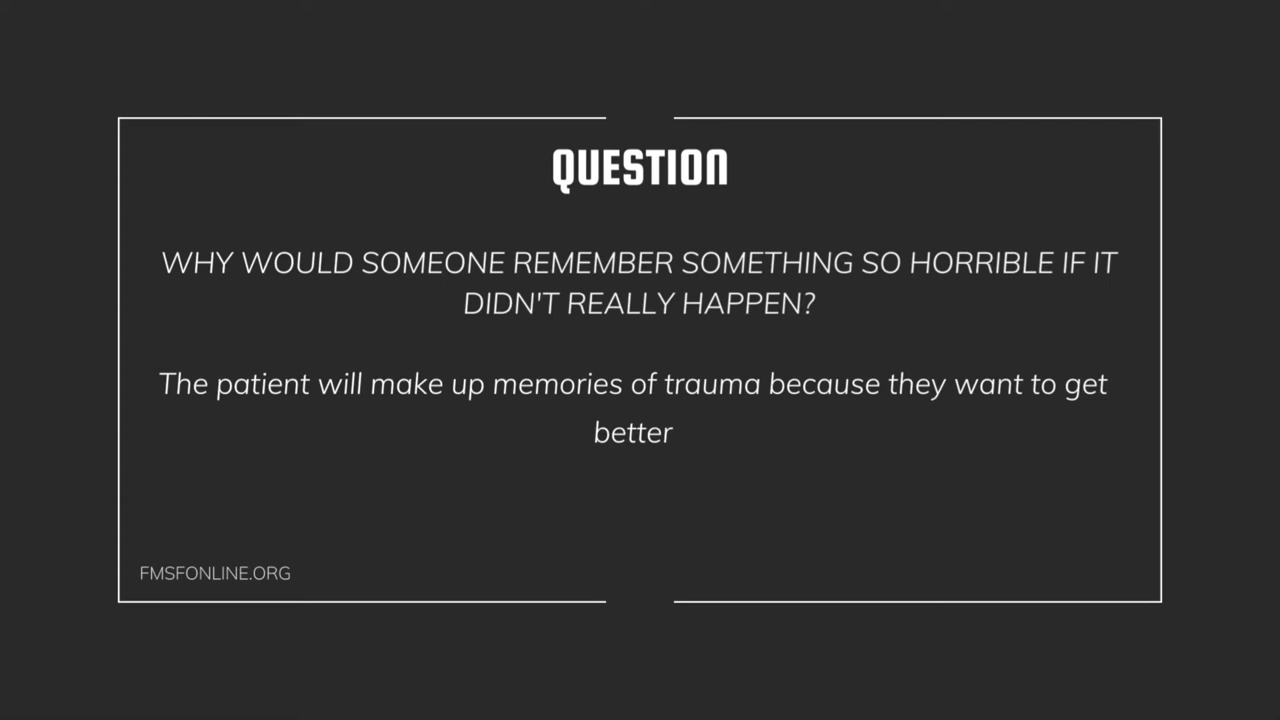 QUESTION
WHY WOULD SOMEONE REMEMBER SOMETHING SO HORRIBLE IF IT
DIDN'T REALLY HAPPEN?
The patient will make up memories of trauma because they want to get
better
FMSFONLINE.ORG